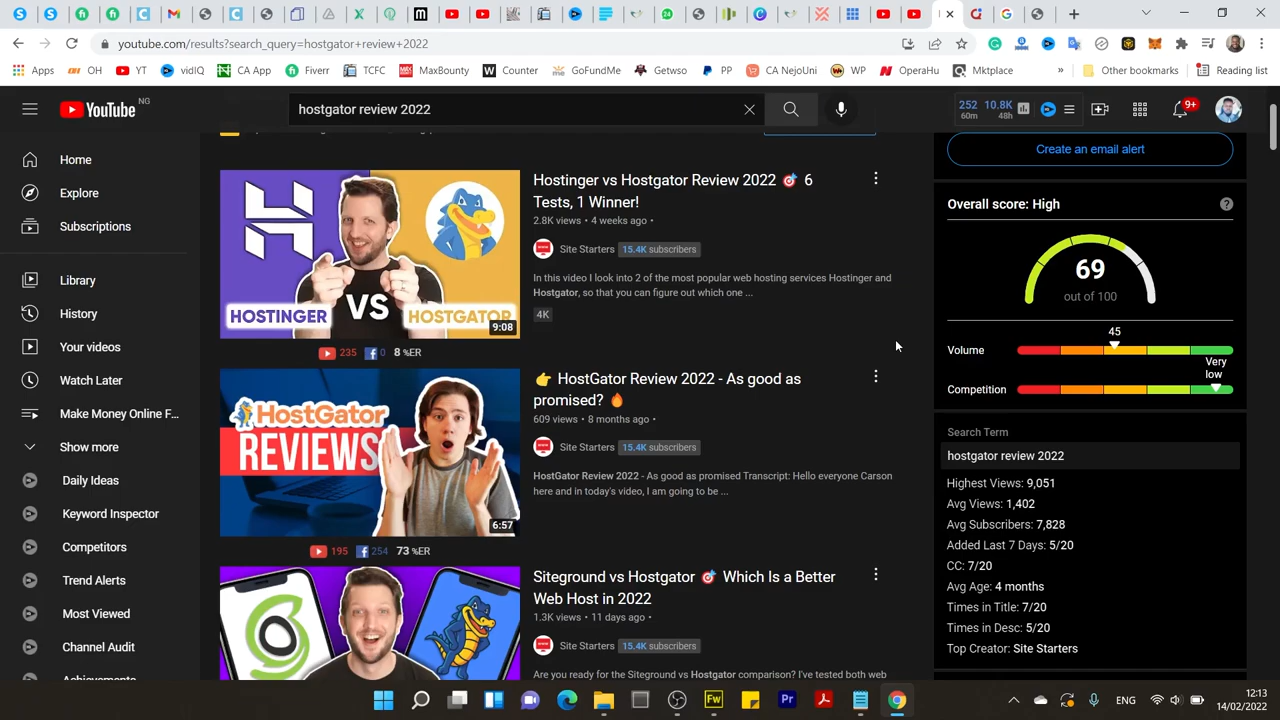 youtube.com/results?search_query=hostgator+review+2022
Apps
OH
YT
vidIQ
CA App
Fiverr
TCFC
MaxBounty
Counter
GoFundMe
Getwso
PP
CA NejoUni
WP
OperaHu
Mktplace
»
Other bookmarks
Reading list
YouTube NG
hostgator review 2022
252 10.8K
60m 48h
9+
Home
Explore
Subscriptions
Library
History
Your videos
Watch Later
Make Money Online F...
Show more
Daily Ideas
Keyword Inspector
Competitors
Trend Alerts
Most Viewed
Channel Audit
HOSTINGER VS HOSTGATOR
9:08
Hostinger vs Hostgator Review 2022 🎯 6
Tests, 1 Winner!
2.8K views • 4 weeks ago •
Site Starters 15.4K subscribers
In this video I look into 2 of the most popular web hosting services Hostinger and
Hostgator, so that you can figure out which one ...
4K
235 0 8 %ER
HostGator
REVIEWS
6:57
👉 HostGator Review 2022 - As good as
promised? 🔥
609 views • 8 months ago •
Site Starters 15.4K subscribers
HostGator Review 2022 - As good as promised Transcript: Hello everyone Carson
here and in today's video, I am going to be ...
195 254 73 %ER
Siteground vs Hostgator 🎯 Which Is a Better
Web Host in 2022
1.3K views • 11 days ago •
Site Starters 15.4K subscribers
Are you ready for the Siteground vs Hostgator comparison? I've tested both web
Create an email alert
Overall score: High
?
69
out of 100
45
Volume
Very
low
Competition
Search Term
hostgator review 2022
Highest Views: 9,051
Avg Views: 1,402
Avg Subscribers: 7,828
Added Last 7 Days: 5/20
CC: 7/20
Avg Age: 4 months
Times in Title: 7/20
Times in Desc: 5/20
Top Creator: Site Starters
Fw
Pr
ENG
12:13
14/02/2022